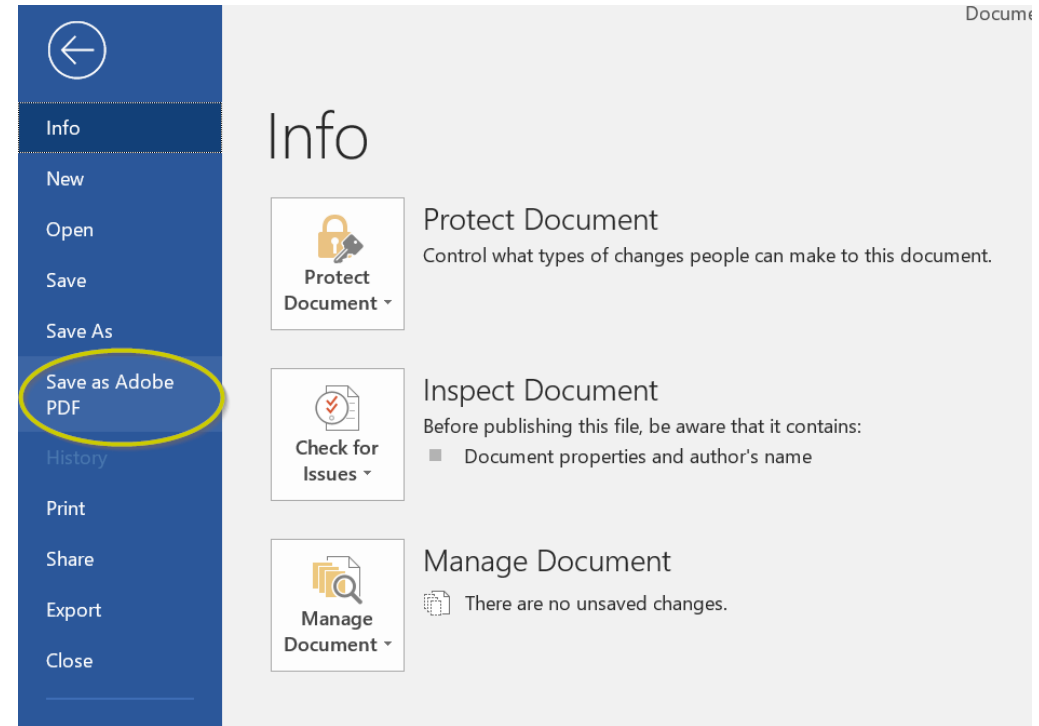 Info
New
Open
Save
Save As
Save as Adobe
PDF
History
Print
Share
Export
Close
Info
Protect
Document
Protect Document
Control what types of changes people can make to this document.
Check for
Issues
Inspect Document
Before publishing this file, be aware that it contains:
Document properties and author's name
Manage
Document
Manage Document
There are no unsaved changes.